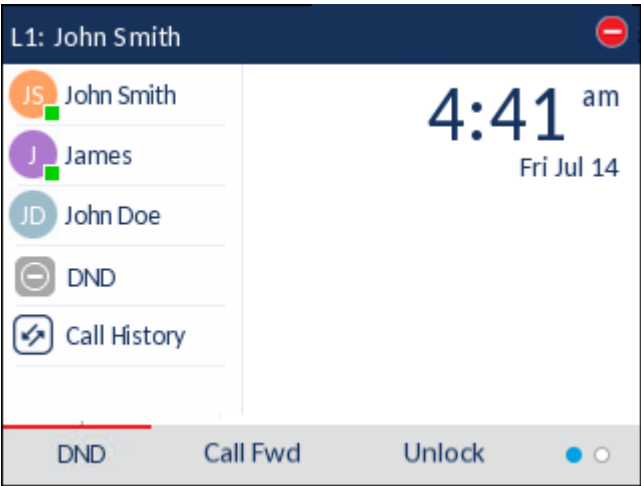 L1: John Smith
JS John Smith
J James
JD John Doe
DND
Call History
4:41 am
Fri Jul 14
DND Call Fwd Unlock